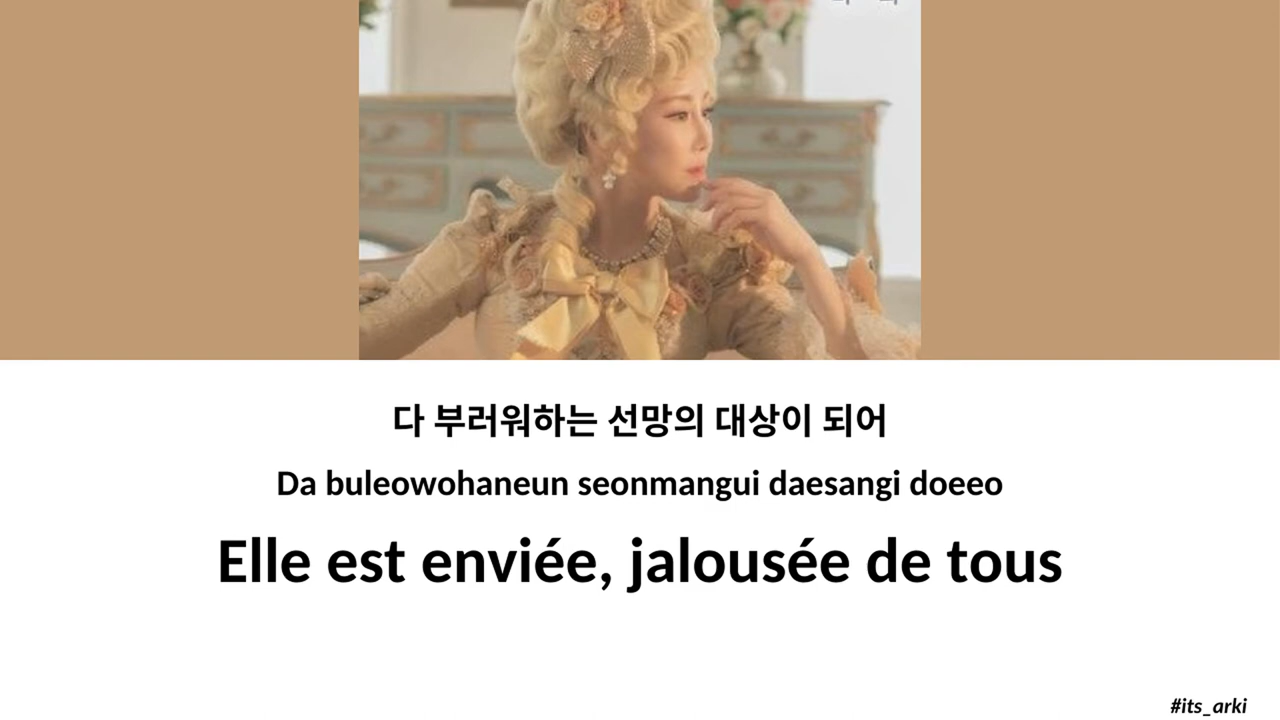 다 부러워하는 선망의 대상이 되어
Da buleowohaneun seonmangui daesangi doeeo
Elle est enviée, jalousée de tous
#its_arki